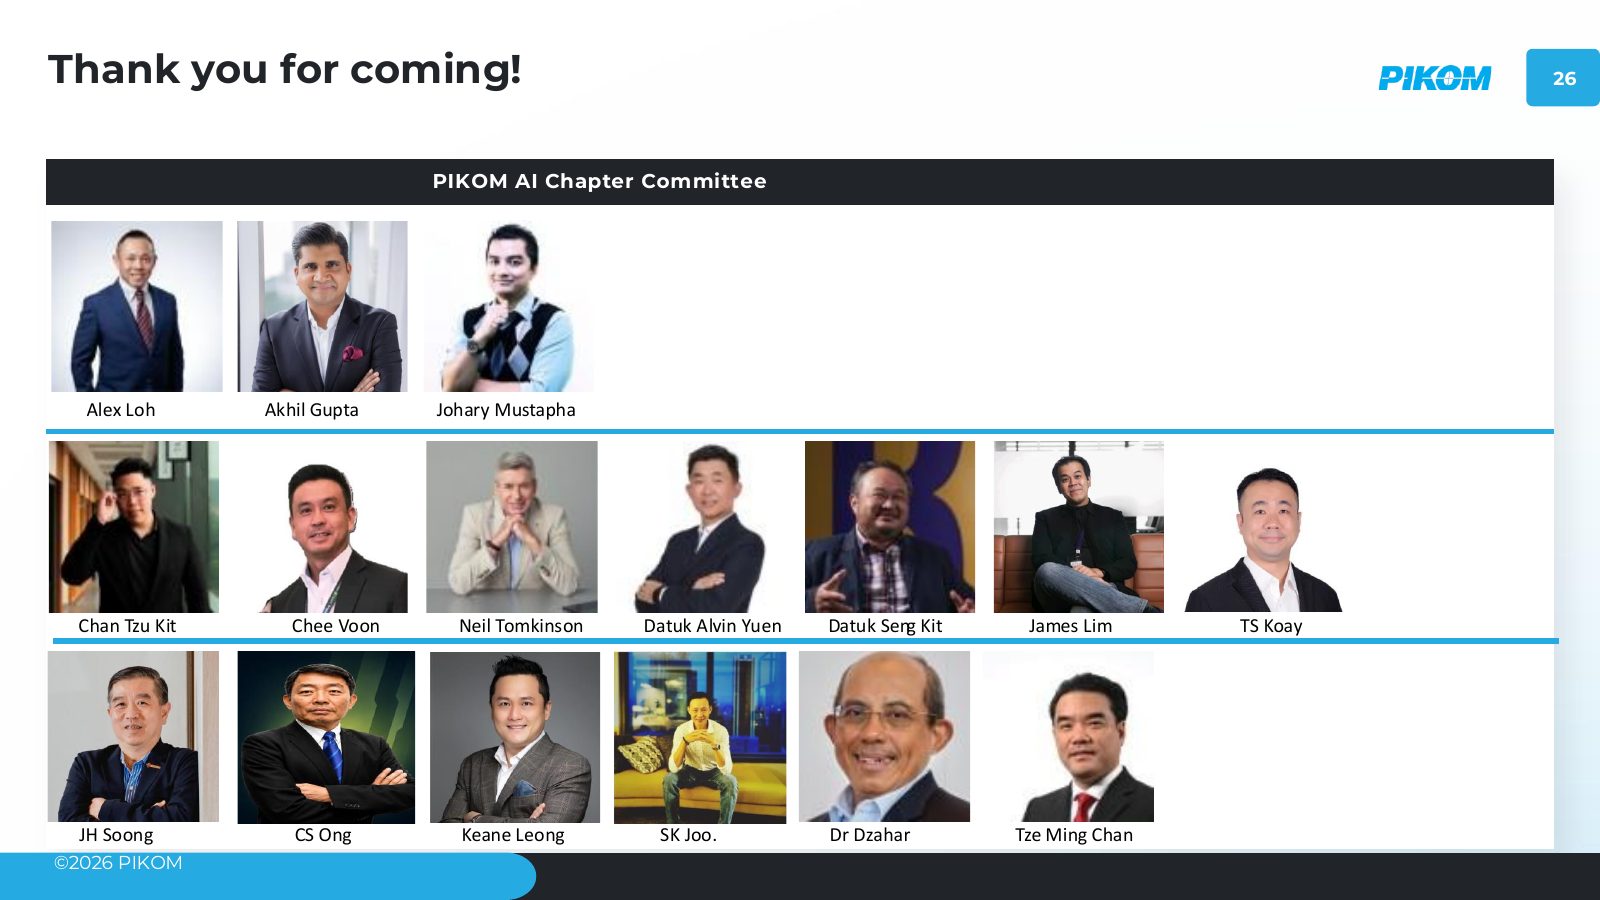 Thank you for coming!
PIKOM
26
PIKOM AI Chapter Committee
Alex Loh
Akhil Gupta
Johary Mustapha
Chan Tzu Kit
Chee Voon
Neil Tomkinson
Datuk Alvin Yuen
Datuk Seng Kit
James Lim
TS Koay
JH Soong
CS Ong
Keane Leong
SK Joo.
Dr Dzahar
Tze Ming Chan
©2026 PIKOM